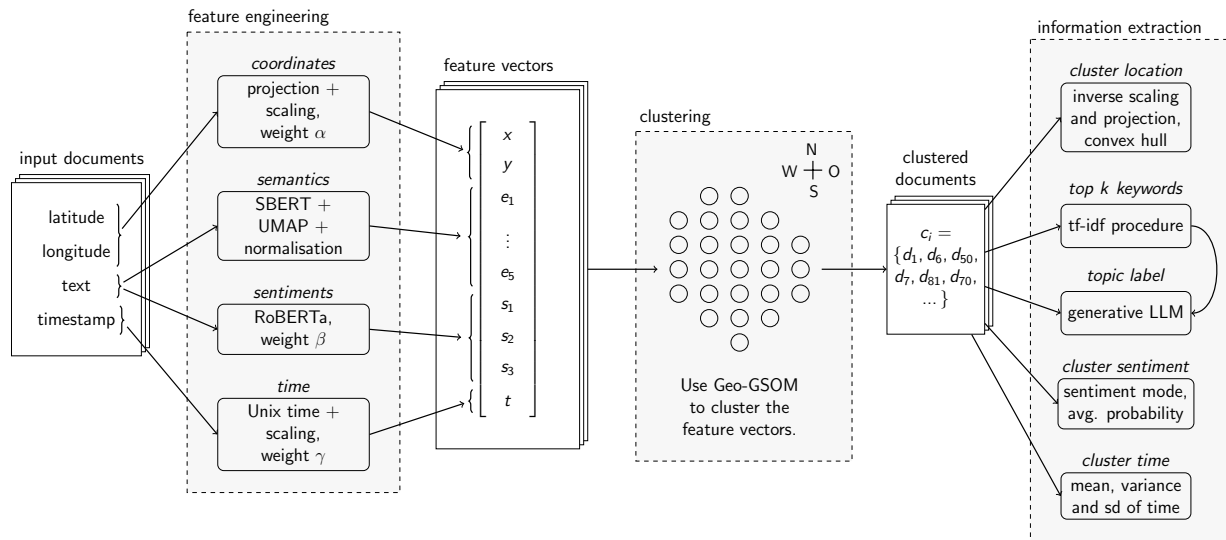 input documents
latitude
longitude
text
timestamp
feature engineering
coordinates
projection +
scaling,
weight α
semantics
SBERT +
UMAP +
normalisation
sentiments
RoBERTa,
weight β
time
Unix time +
scaling,
weight γ
feature vectors
x
y
e1
⋮
e5
s1
s2
s3
t
clustering
N
W O
S
Use Geo-GSOM
to cluster the
feature vectors.
clustered
documents
ci =
{d1, d6, d50,
d7, d81, d70,
... }
information extraction
cluster location
inverse scaling
and projection,
convex hull
top k keywords
tf-idf procedure
topic label
generative LLM
cluster sentiment
sentiment mode,
avg. probability
cluster time
mean, variance
and sd of time